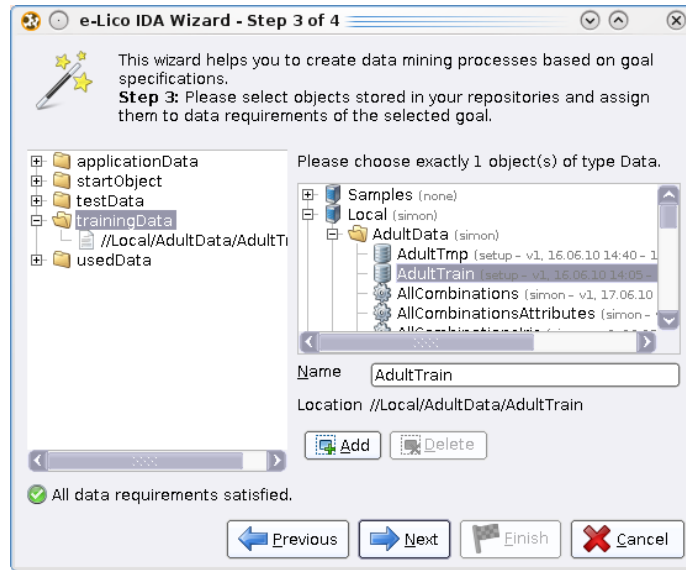 e-Lico IDA Wizard - Step 3 of 4
This wizard helps you to create data mining processes based on goal
specifications.
Step 3: Please select objects stored in your repositories and assign
them to data requirements of the selected goal.
applicationData
startObject
testData
trainingData
//Local/AdultData/AdultTr
usedData
Please choose exactly 1 object(s) of type Data.
Samples (none)
Local (simon)
AdultData (simon)
AdultTmp (setup – v1, 16.06.10 14:40 – 1
AdultTrain (setup – v1, 16.06.10 14:05 –
AllCombinations (simon – v1, 17.06.10
AllCombinationsAttributes (simon –
Name
AdultTrain
Location //Local/AdultData/AdultTrain
Add
Delete
All data requirements satisfied.
Previous
Next
Finish
Cancel